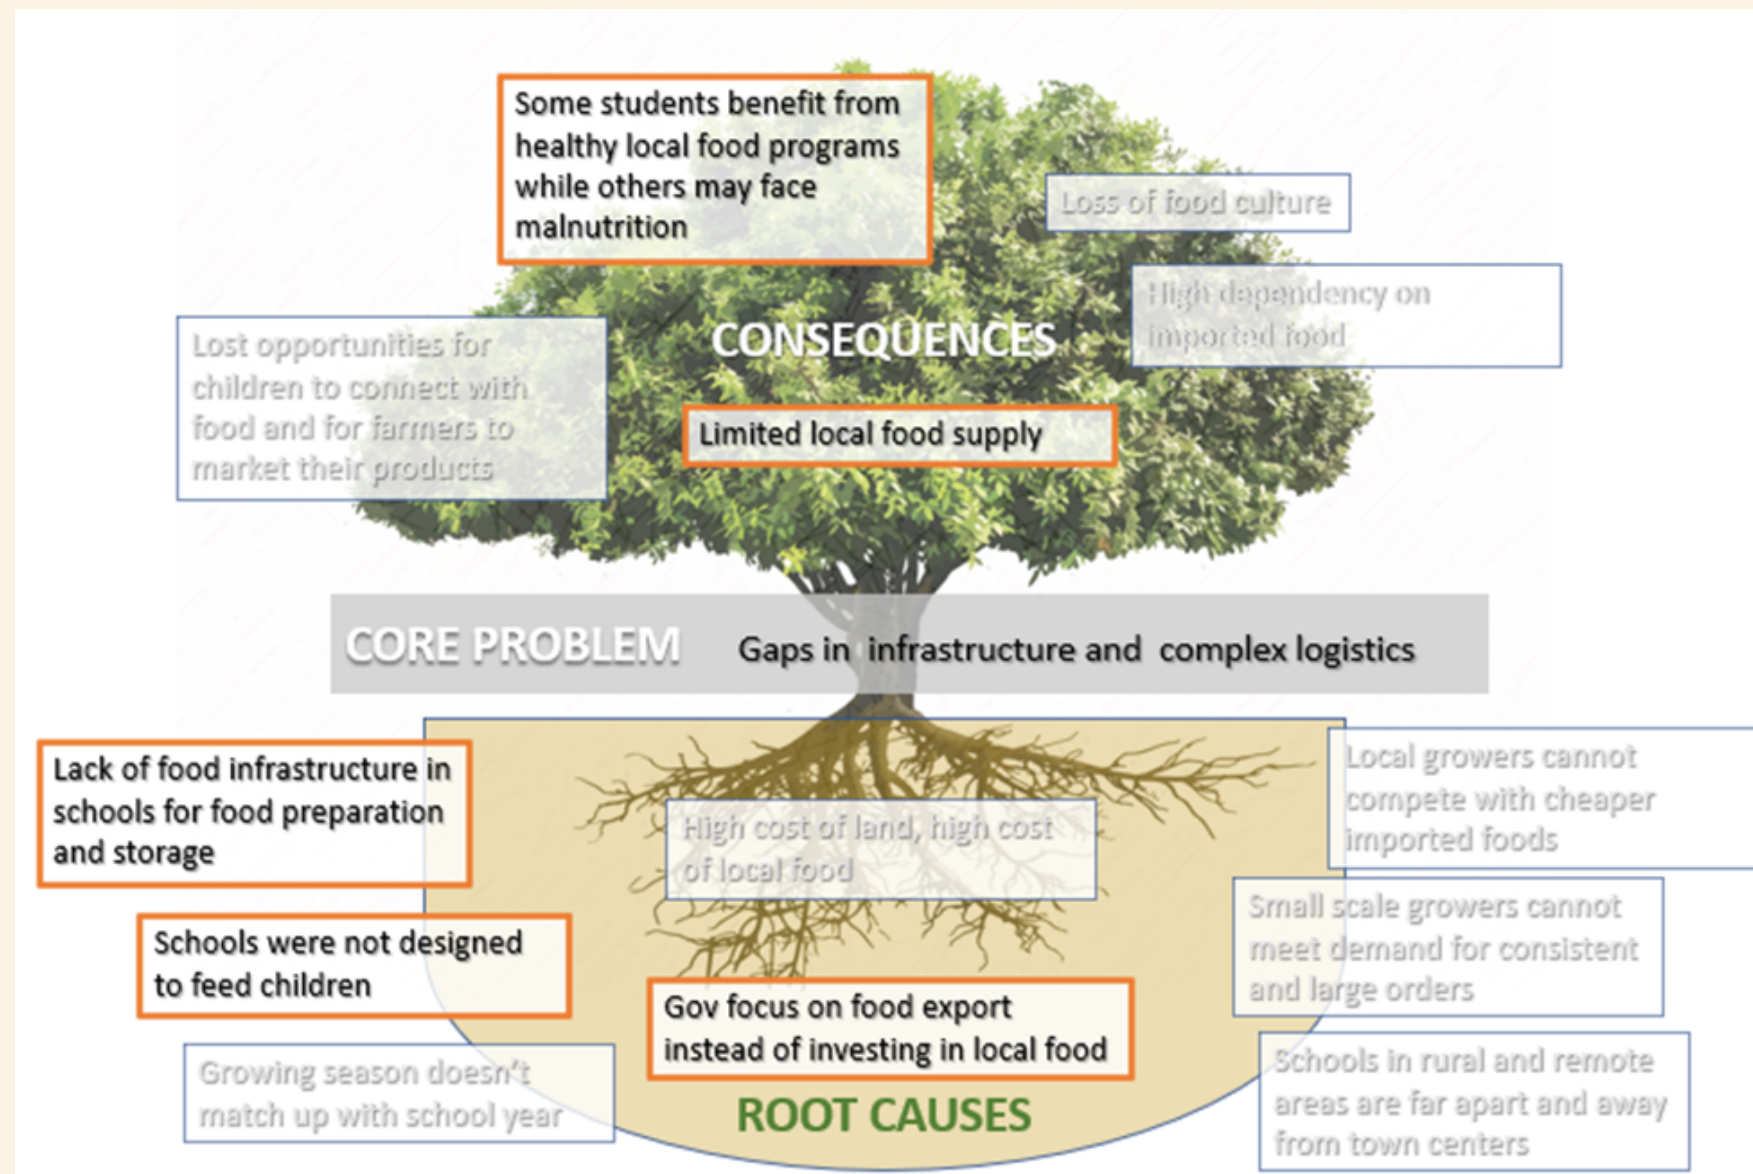 Some students benefit from
healthy local food programs
while others may face
malnutrition
Loss of food culture
High dependency on
imported food
Lost opportunities for
children to connect with
food and for farmers to
market their products
CONSEQUENCES
Limited local food supply
CORE PROBLEM Gaps in infrastructure and complex logistics
Lack of food infrastructure in
schools for food preparation
and storage
High cost of land, high cost
of local food
Local growers cannot
compete with cheaper
imported foods
Schools were not designed
to feed children
Small scale growers cannot
meet demand for consistent
and large orders
Gov focus on food export
instead of investing in local food
Growing season doesn't
match up with school year
Schools in rural and remote
areas are far apart and away
from town centers
ROOT CAUSES